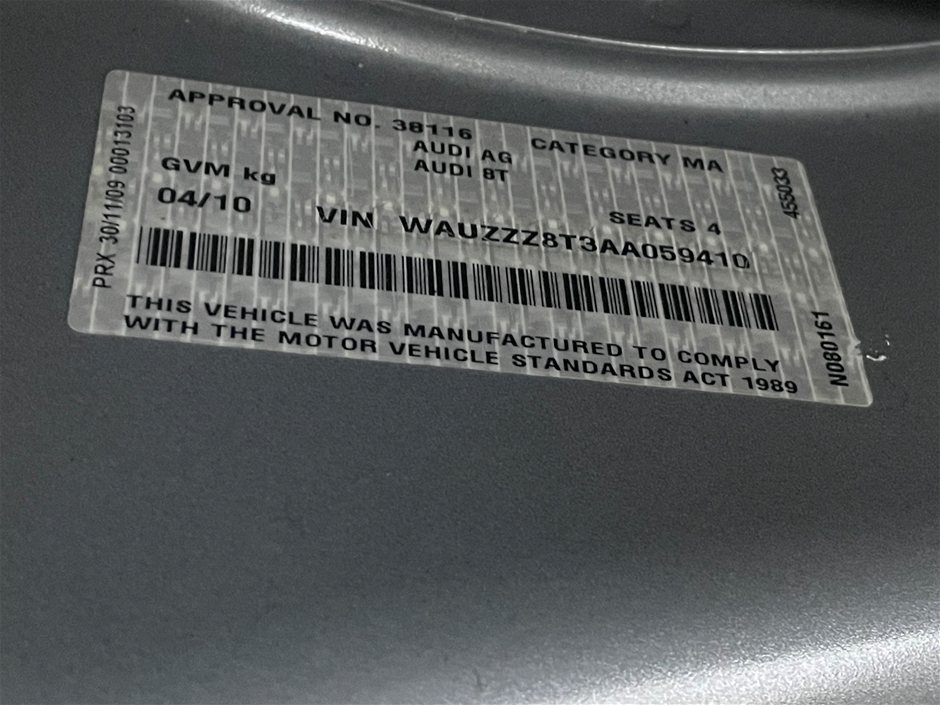 APPROVAL NO. 38116 CATEGORY MA
AUDI AG
AUDI 8T
GVM kg
04/10 SEATS 4
VIN WAUZZZ8T3AA059410
THIS VEHICLE WAS MANUFACTURED TO COMPLY
WITH THE MOTOR VEHICLE STANDARDS ACT 1989
PRX 30/11/09 00013103
455033
N080161